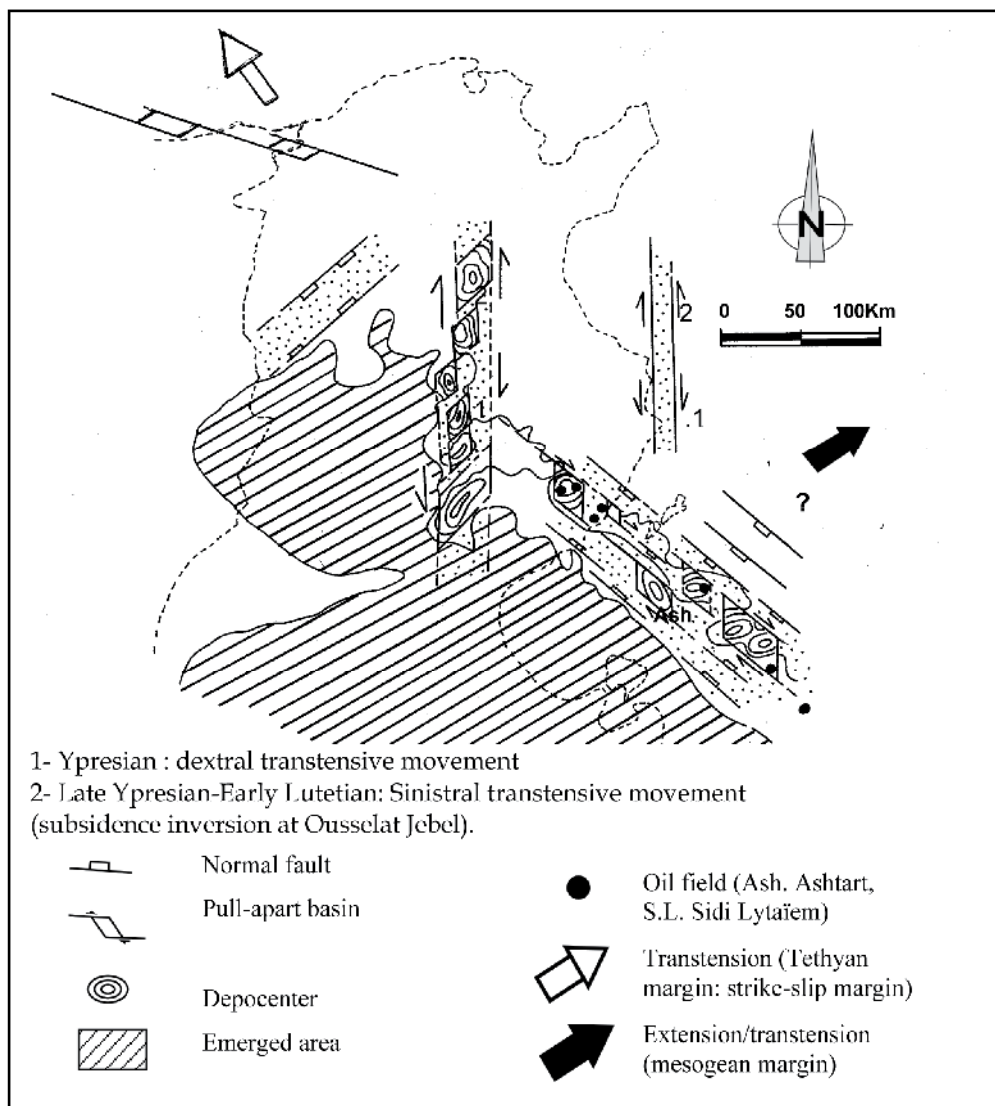 N
0 50 100Km
2
.1
1
?
Ash.
1- Ypresian : dextral transtensive movement
2- Late Ypresian-Early Lutetian: Sinistral transtensive movement
(subsidence inversion at Ousselat Jebel).
Normal fault
Pull-apart basin
Depocenter
Emerged area
Oil field (Ash. Ashtart,
S.L. Sidi Lytaïem)
Transtension (Tethyan
margin: strike-slip margin)
Extension/transtension
(mesogean margin)